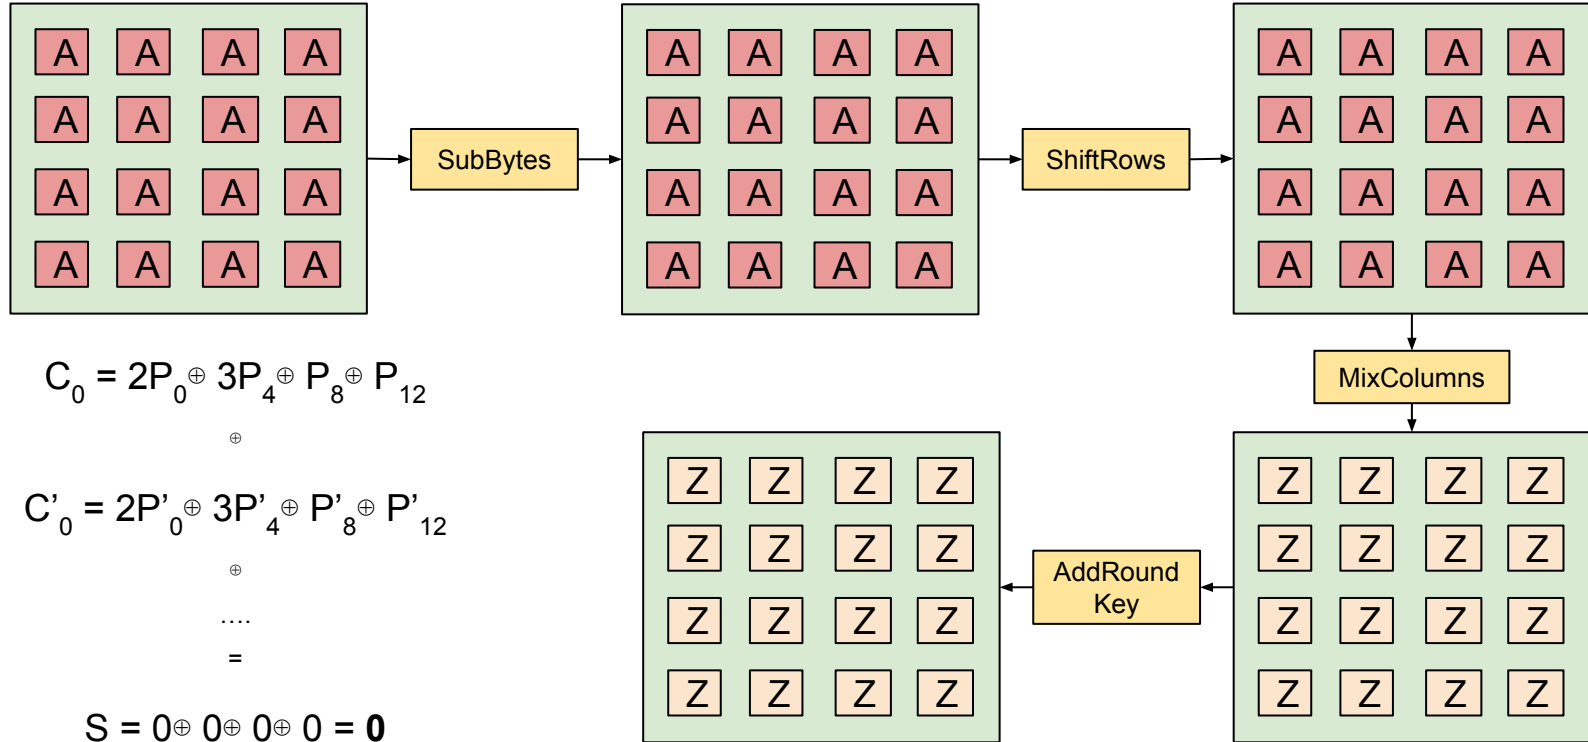 A A A A
A A A A
A A A A
A A A A
SubBytes
A A A A
A A A A
A A A A
A A A A
ShiftRows
A A A A
A A A A
A A A A
A A A A
MixColumns
Z Z Z Z
Z Z Z Z
Z Z Z Z
Z Z Z Z
AddRound
Key
Z Z Z Z
Z Z Z Z
Z Z Z Z
Z Z Z Z
C₀ = 2P₀⊕ 3P₄⊕ P₈⊕ P₁₂
⊕
C’₀ = 2P’₀⊕ 3P’₄⊕ P’₈⊕ P’₁₂
⊕
....
=
S = 0⊕ 0⊕ 0⊕ 0 = 0